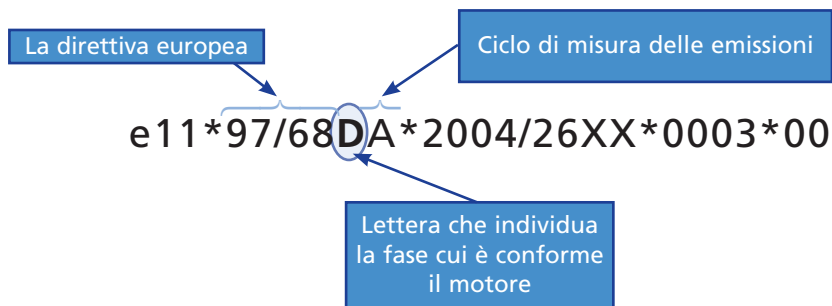 La direttiva europea
Ciclo di misura delle emissioni
e11*97/68DA*2004/26XX*0003*00
Lettera che individua
la fase cui è conforme
il motore